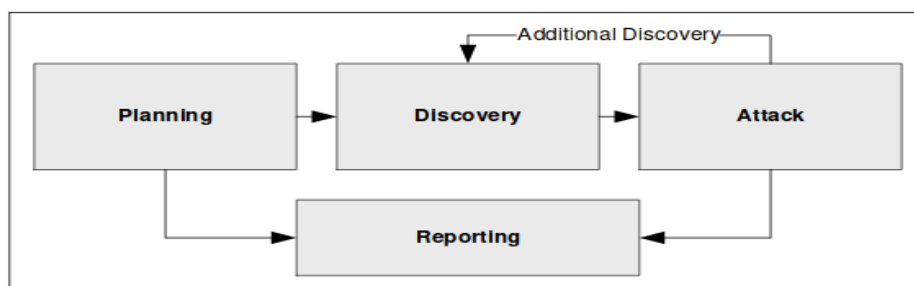 Additional Discovery
Planning
Discovery
Attack
Reporting